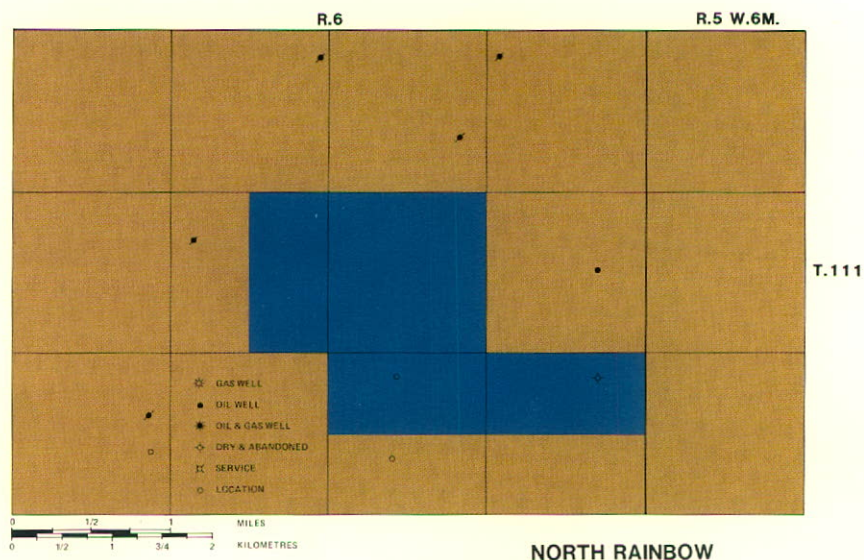 R.6 R.5 W.6M.
T.111
GAS WELL
OIL WELL
OIL & GAS WELL
DRY & ABANDONED
SERVICE
LOCATION
0 1/2 1 MILES
0 1/2 1 3/4 2 KILOMETRES
NORTH RAINBOW